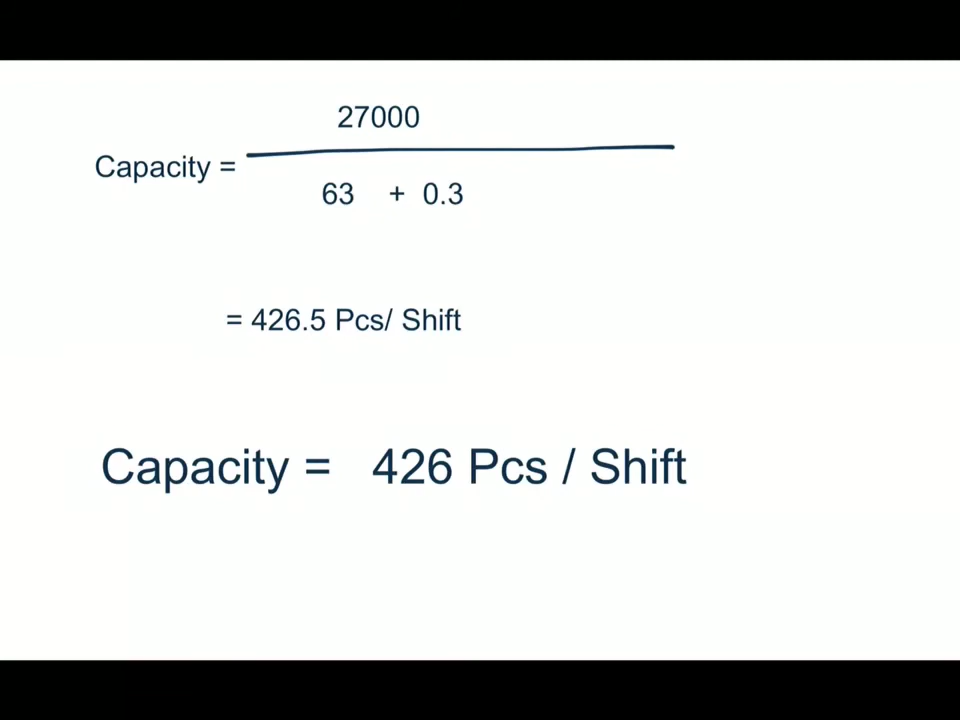 27000
Capacity =
63 + 0.3
= 426.5 Pcs/ Shift
Capacity = 426 Pcs / Shift